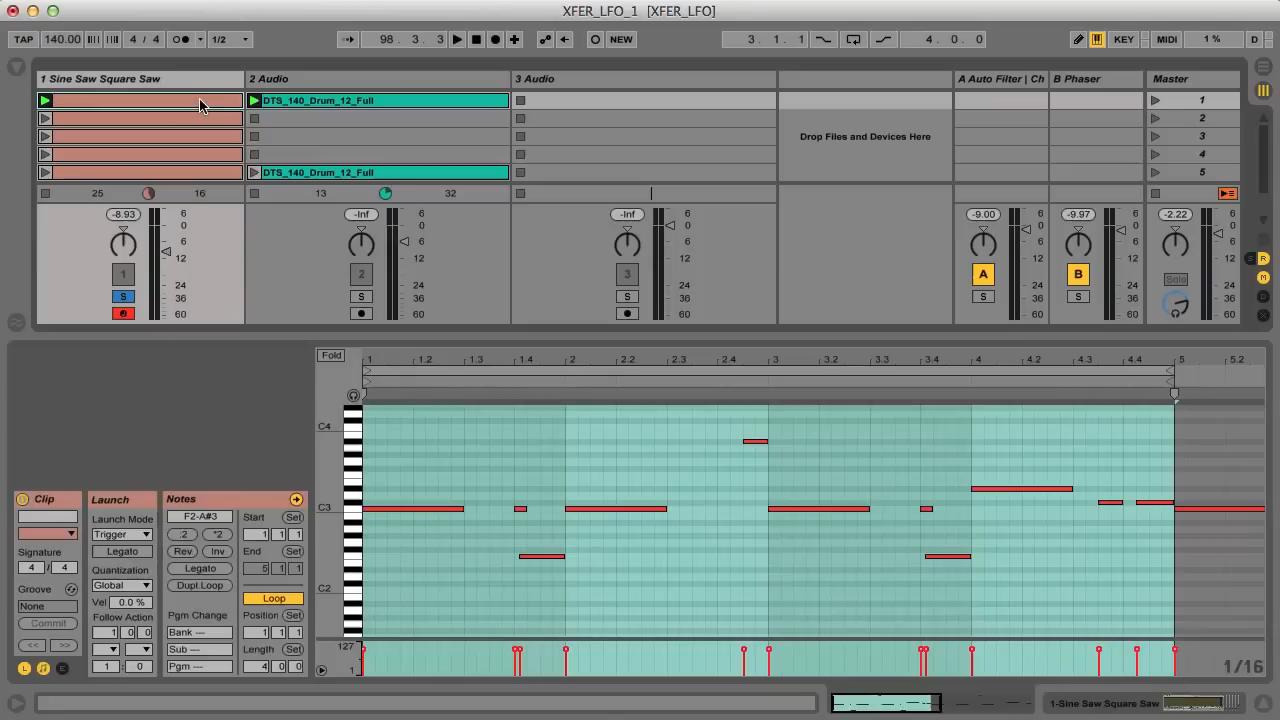 XFER_LFO_1 [XFER_LFO]
TAP 140.00 4 / 4 1/2 98. 3. 3 NEW 3. 1. 1 4. 0. 0 KEY MIDI 1 % D
1 Sine Saw Square Saw 2 Audio 3 Audio A Auto Filter | Ch B Phaser Master
DTS_140_Drum_12_Full 1
2
Drop Files and Devices Here 3
4
DTS_140_Drum_12_Full 5
25 16 13 32
-8.93 6 -Inf 6 -Inf 6 -9.00 6 -9.97 6 -2.22 6
0 0 0 0 0 0
6 6 6 6 6 6
12 12 12 12 12 12
1 2 3 A B Solo
24 24 24 24 24 24
S S S S S 36 36 36 36 36 36
60 60 60 60 60 60
S R
M
D
X
Fold 1 1.2 1.3 1.4 2 2.2 2.3 2.4 3 3.2 3.3 3.4 4 4.2 4.3 4.4 5 5.2
C4
C3
C2
127
1
1/16
Clip
Signature
4 / 4
Groove
None
Commit
<< >>
L E
Launch
Launch Mode
Trigger
Legato
Quantization
Global
Vel 0.0 %
Follow Action
1 0 0
1 : 0
Notes
F2-A#3
:2 *2
Rev Inv
Legato
Dupl.Loop
Pgm Change
Bank ---
Sub ---
Pgm ---
Start Set
1 1 1
End Set
5 1 1
Loop
Position Set
1 1 1
Length Set
4 0 0
1-Sine Saw Square Saw